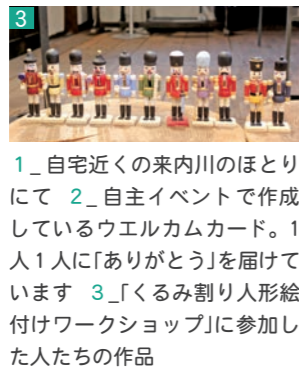 3
1_自宅近くの来内川のほとり
にて 2_自主イベントで作成
しているウエルカムカード。1
人1人に「ありがとう」を届けて
います 3_「くるみ割り人形絵
付けワークショップ」に参加し
た人たちの作品